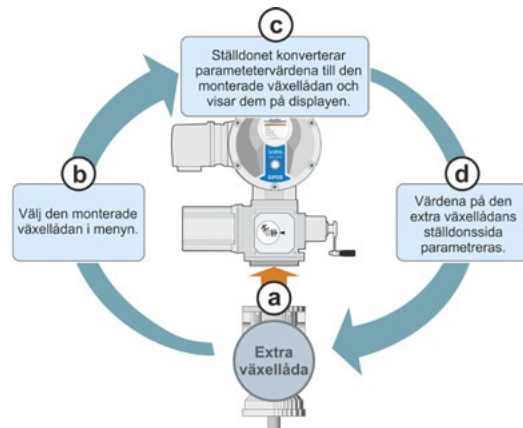 c
Ställdonet konverterar
parametetervärdena till den
monterade växellådan och
visar dem på displayen.
b
Välj den monterade
växellådan i menyn.
d
Värdena på den
extra växellådans
ställdonssida
parametreras.
a
Extra
växellåda